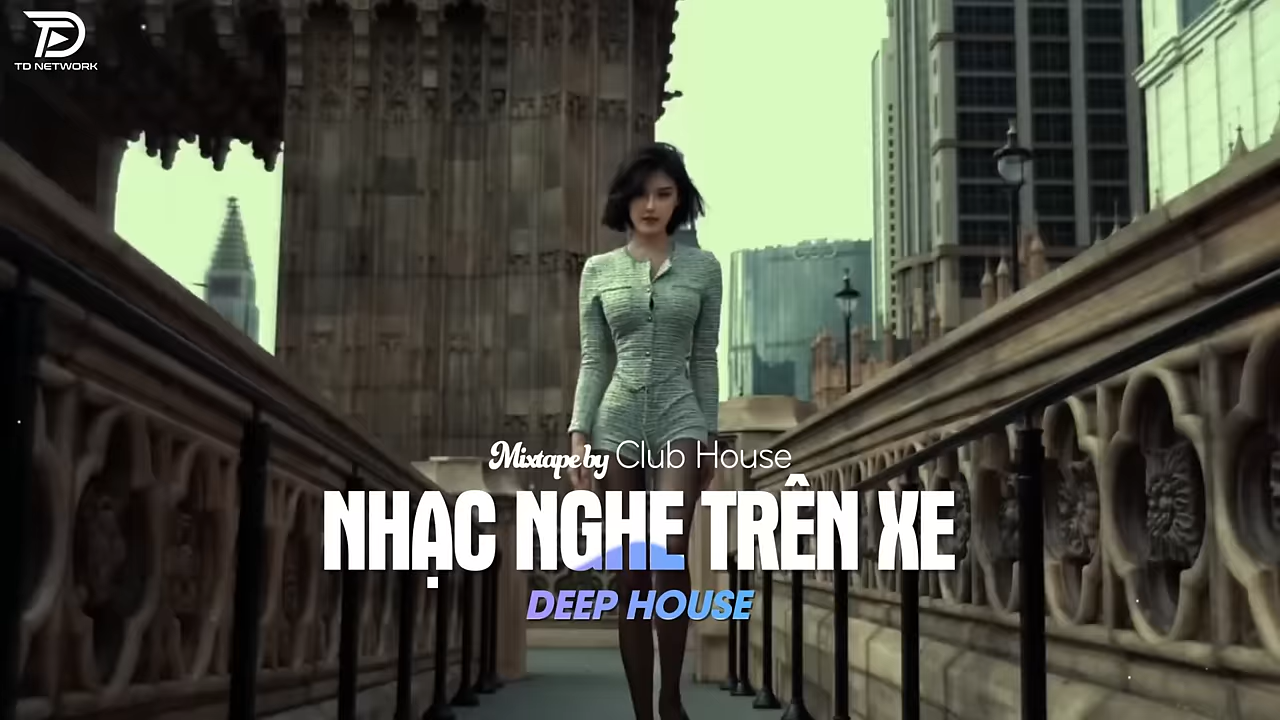 TD NETWORK
Mixtape by Club House
NHẠC NGHE TRÊN XE
DEEP HOUSE